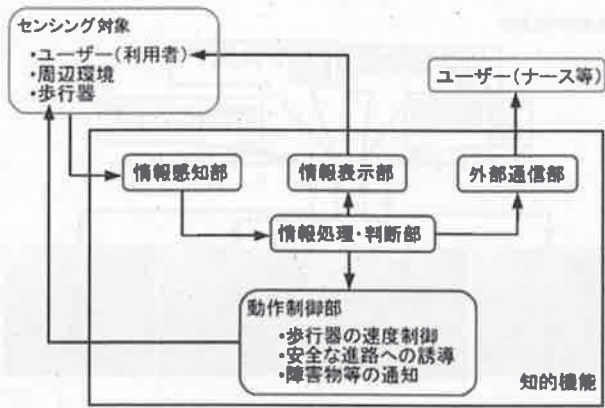 センシング対象
・ユーザー(利用者)
・周辺環境
・歩行器
ユーザー(ナース等)
情報感知部
情報表示部
外部通信部
情報処理・判断部
動作制御部
・歩行器の速度制御
・安全な進路への誘導
・障害物等の通知
知的機能